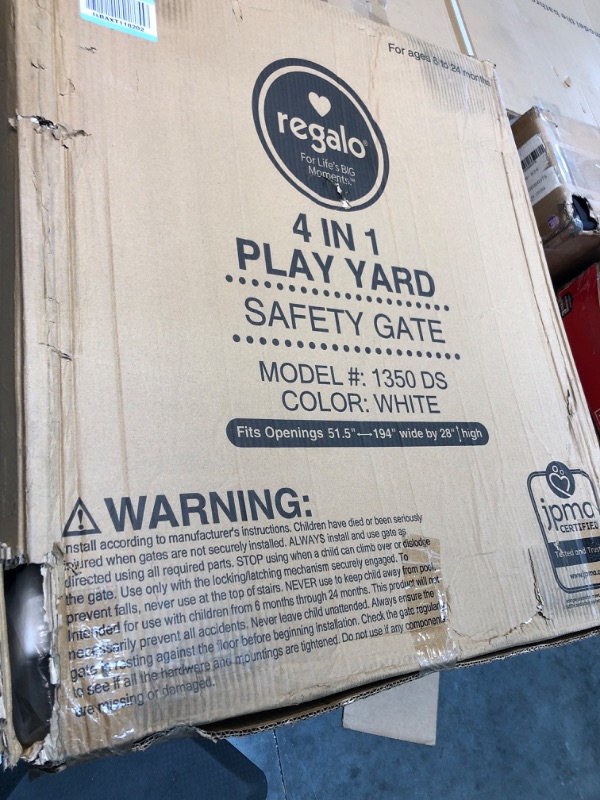 For ages 6 to 24 months
regalo®
For Life's BIG
Moments.™
4 IN 1
PLAY YARD
SAFETY GATE
MODEL #: 1350 DS
COLOR: WHITE
Fits Openings 51.5"—194" wide by 28" high
WARNING:
Install according to manufacturer's instructions. Children have died or been seriously
injured when gates are not securely installed. ALWAYS install and use gate as
directed using all required parts. STOP using when a child can climb over or dislodge
the gate. Use only with the locking/latching mechanism securely engaged. To
prevent falls, never use at the top of stairs. NEVER use to keep child away from pool.
Intended for use with children from 6 months through 24 months. This product will not
necessarily prevent all accidents. Never leave child unattended. Always ensure the
gate is resting against the floor before beginning installation. Check the gate regularly
to see if all the hardware and mountings are tightened. Do not use if any components
are missing or damaged.
jpma
CERTIFIED
Tested and